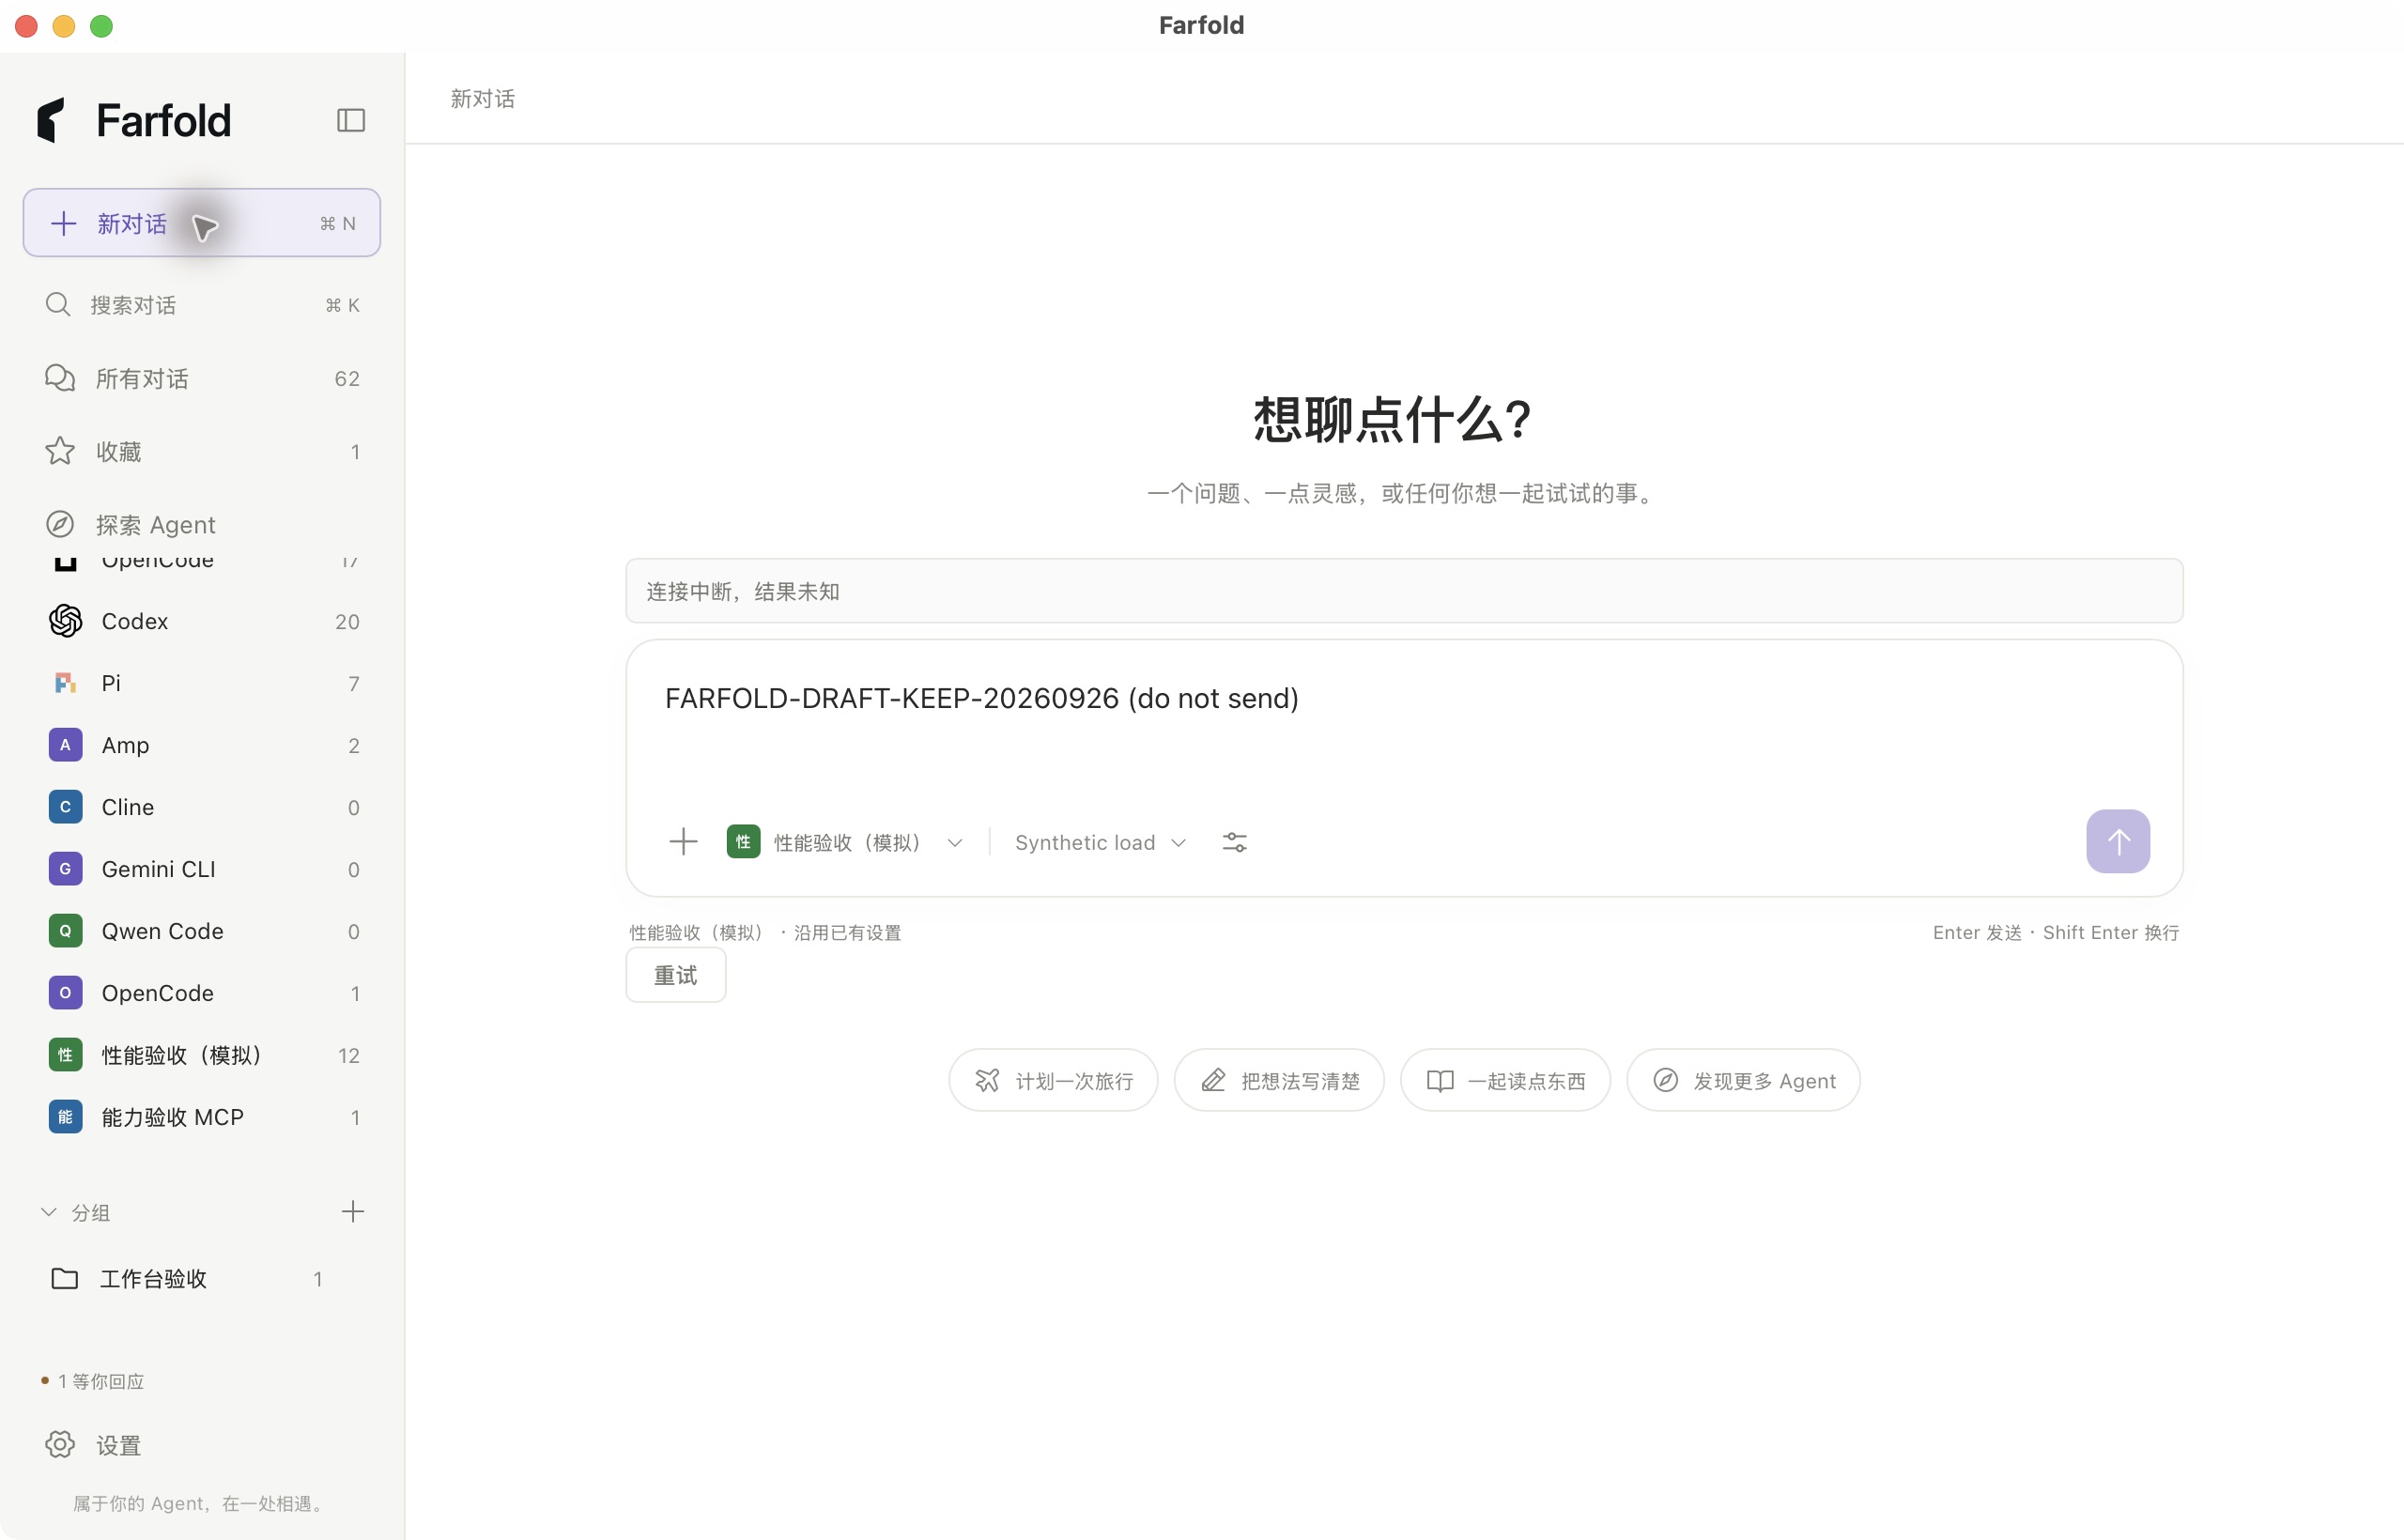 Farfold
Farfold
新对话 ⌘ N
搜索对话 ⌘ K
所有对话 62
收藏 1
探索 Agent
OpenCode 17
Codex 20
Pi 7
A Amp 2
C Cline 0
G Gemini CLI 0
Q Qwen Code 0
O OpenCode 1
性 性能验收（模拟） 12
能 能力验收 MCP 1
分组
工作台验收 1
1 等你回应
设置
属于你的 Agent，在一处相遇。
新对话
想聊点什么?
一个问题、一点灵感，或任何你想一起试试的事。
连接中断，结果未知
FARFOLD-DRAFT-KEEP-20260926 (do not send)
性 性能验收（模拟） Synthetic load
性能验收（模拟） · 沿用已有设置 Enter 发送 · Shift Enter 换行
重试
计划一次旅行 把想法写清楚 一起读点东西 发现更多 Agent